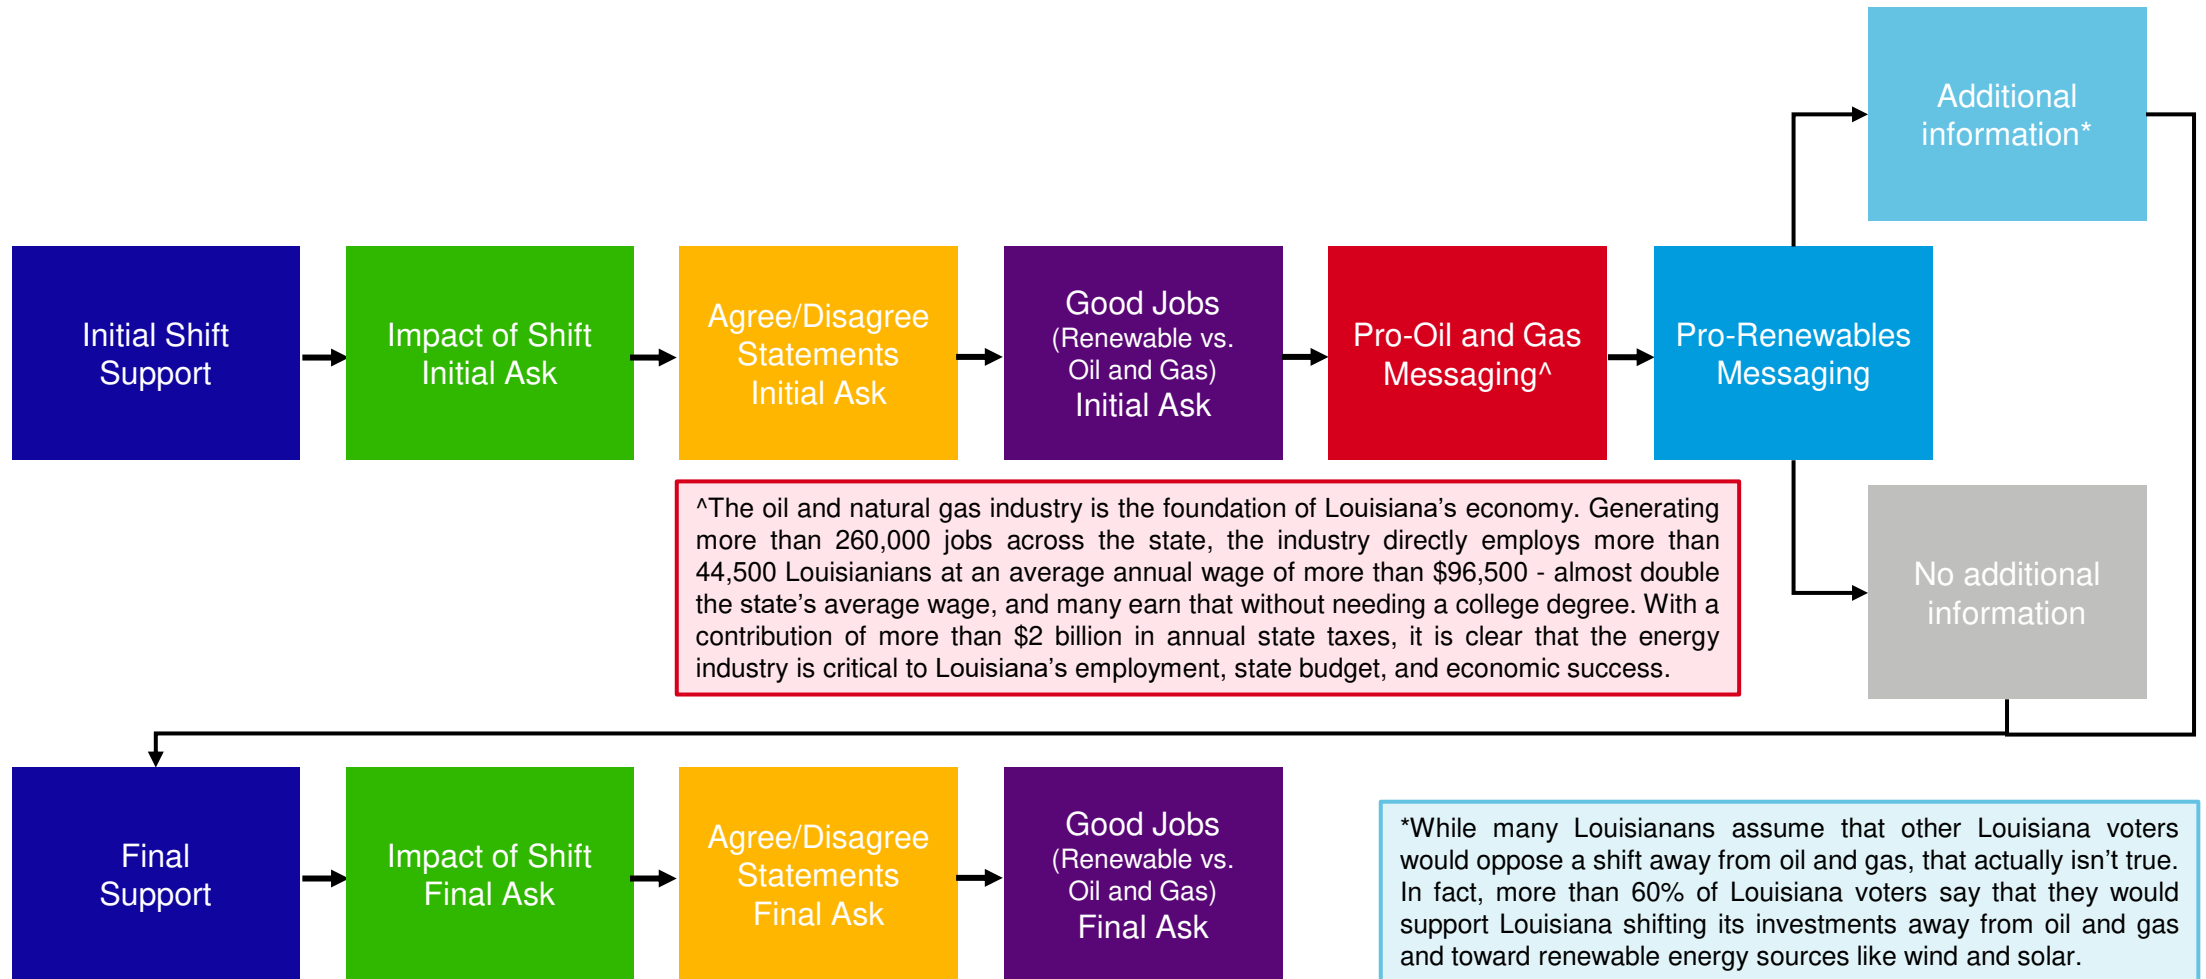 Additional
information*
Initial Shift
Support
Impact of Shift
Initial Ask
Agree/Disagree
Statements
Initial Ask
Good Jobs
(Renewable vs.
Oil and Gas)
Initial Ask
Pro-Oil and Gas
Messaging^
Pro-Renewables
Messaging
^The oil and natural gas industry is the foundation of Louisiana’s economy. Generating
more than 260,000 jobs across the state, the industry directly employs more than
44,500 Louisianians at an average annual wage of more than $96,500 - almost double
the state’s average wage, and many earn that without needing a college degree. With a
contribution of more than $2 billion in annual state taxes, it is clear that the energy
industry is critical to Louisiana’s employment, state budget, and economic success.
No additional
information
Final
Support
Impact of Shift
Final Ask
Agree/Disagree
Statements
Final Ask
Good Jobs
(Renewable vs.
Oil and Gas)
Final Ask
*While many Louisianans assume that other Louisiana voters
would oppose a shift away from oil and gas, that actually isn’t true.
In fact, more than 60% of Louisiana voters say that they would
support Louisiana shifting its investments away from oil and gas
and toward renewable energy sources like wind and solar.